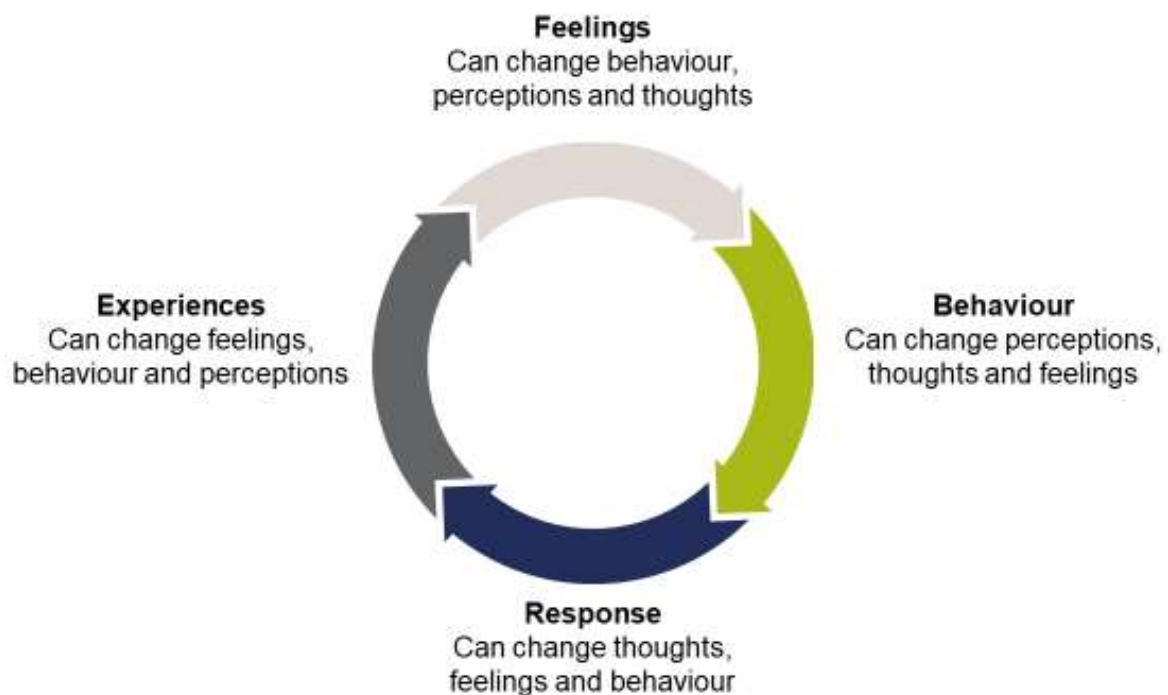 Feelings
Can change behaviour,
perceptions and thoughts
Experiences
Can change feelings,
behaviour and perceptions
Behaviour
Can change perceptions,
thoughts and feelings
Response
Can change thoughts,
feelings and behaviour